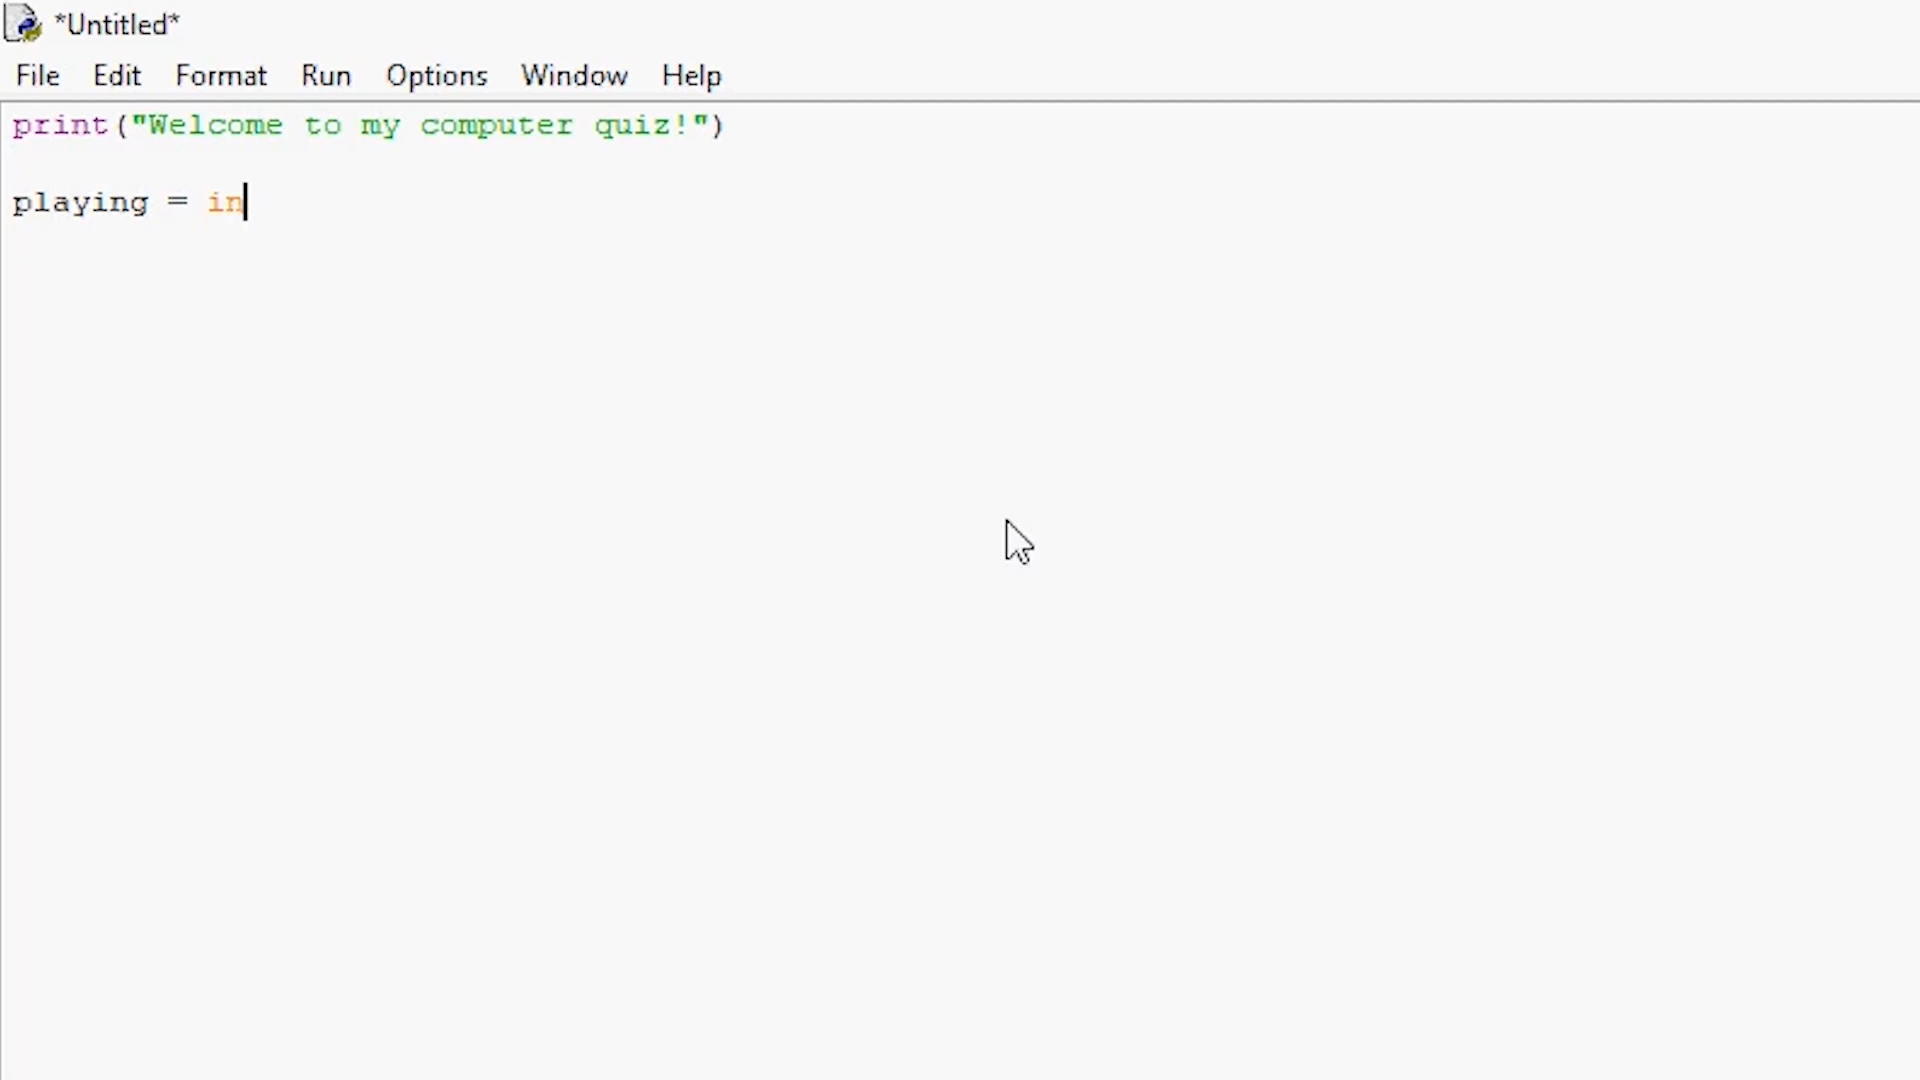 *Untitled*
File Edit Format Run Options Window Help
print("Welcome to my computer quiz!")
playing = in